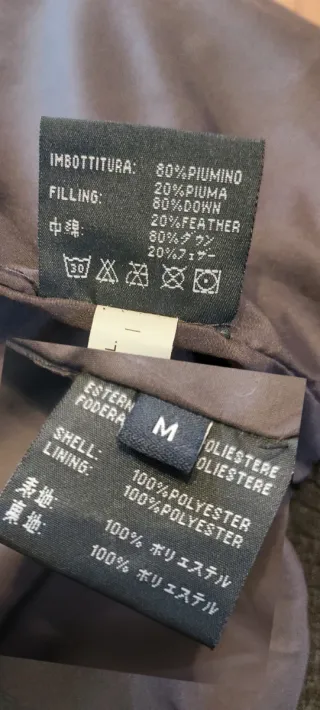 IMBOTTITURA: 80%PIUMINO
20%PIUMA
FILLING: 80%DOWN
20%FEATHER
中綿: 80%ダウン
20%フェザー
30
ESTERN
FODERA
M
OLIESTERE
OLIESTERE
SHELL: 100%POLYESTER
LINING: 100%POLYESTER
表地: 100% ポリエステル
裏地: 100% ポリエステル